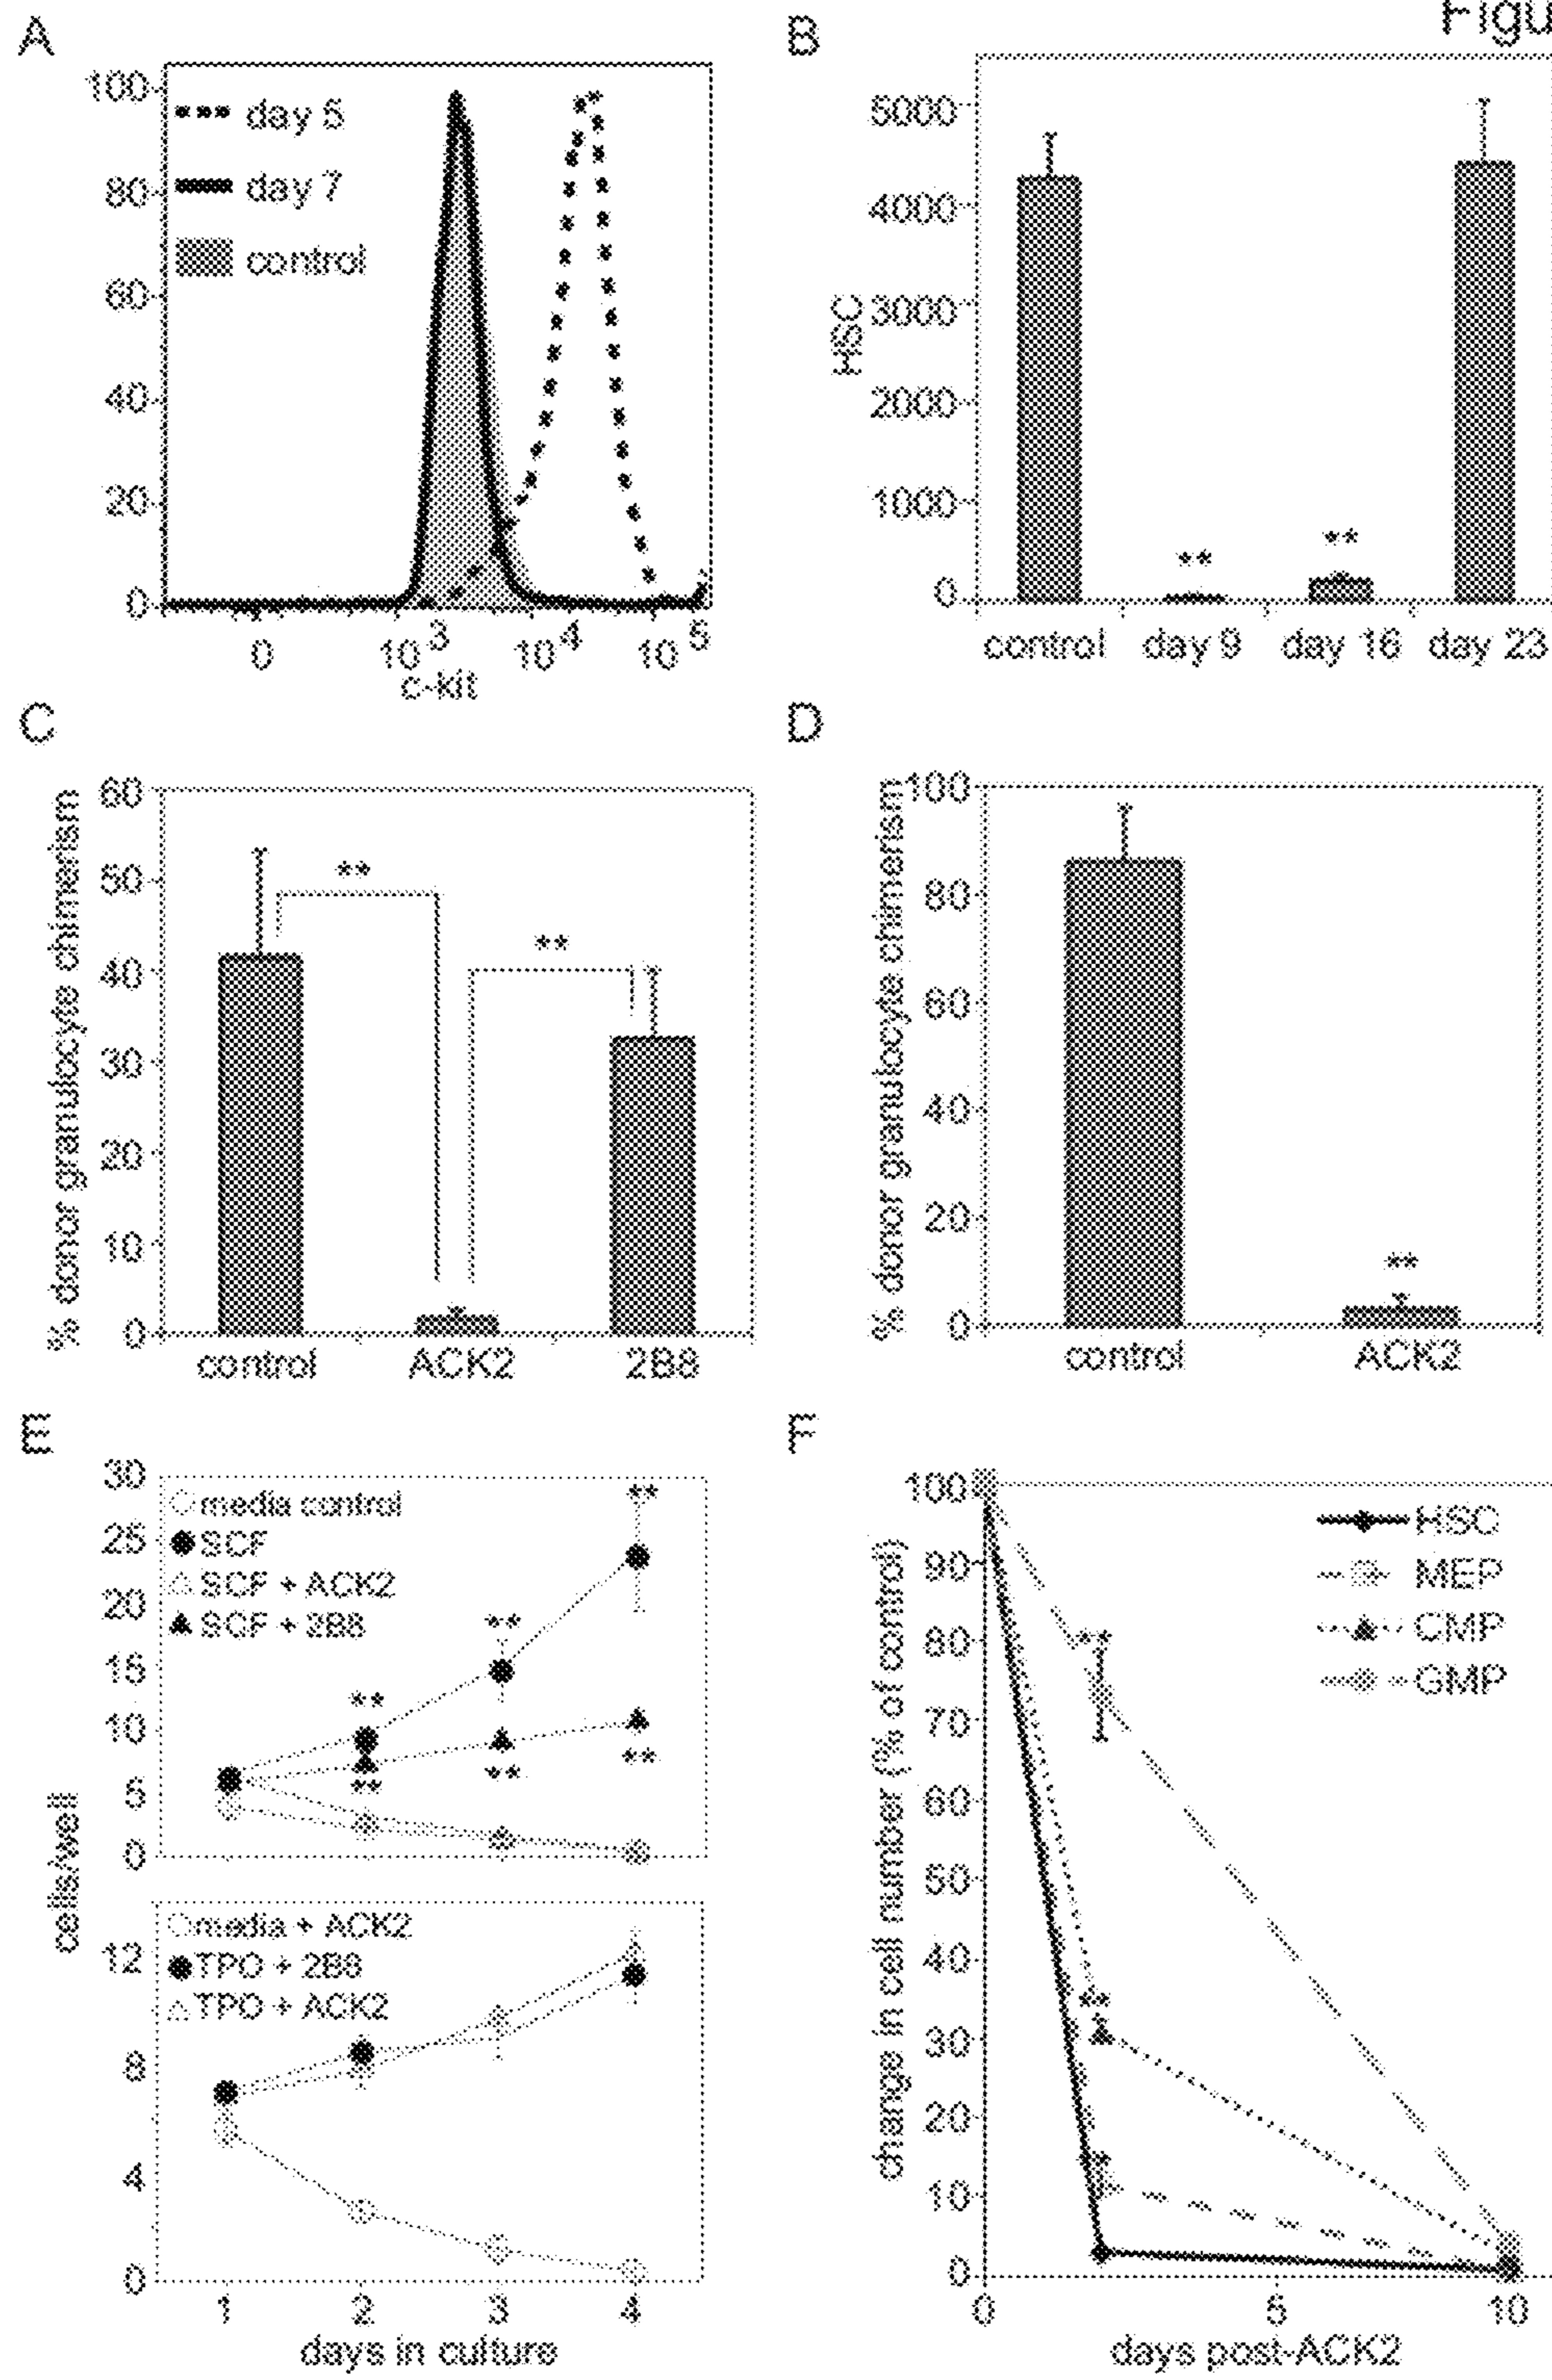 Figu
A
100
80
60
40
20
0
day 5
day 7
control
0 10^3 10^4 10^5
c-kit
B
HSC
5000
4000
3000
2000
1000
0
**
**
control day 9 day 16 day 23
C
% donor granulocyte chimerism
60
50
40
30
20
10
0
**
**
control ACK2 2B8
D
% donor granulocyte chimerism
100
80
60
40
20
0
**
control ACK2
E
cells/well
30
25
20
15
10
5
0
media control
SCF
SCF + ACK2
SCF + 2B8
**
**
**
**
**
**
12
8
4
0
media + ACK2
TPO + 2B8
TPO + ACK2
1 2 3 4
days in culture
F
change in cell number (% of control)
100
90
80
70
60
50
40
30
20
10
0
HSC
MEP
CMP
GMP
**
**
**
0 5 10
days post-ACK2